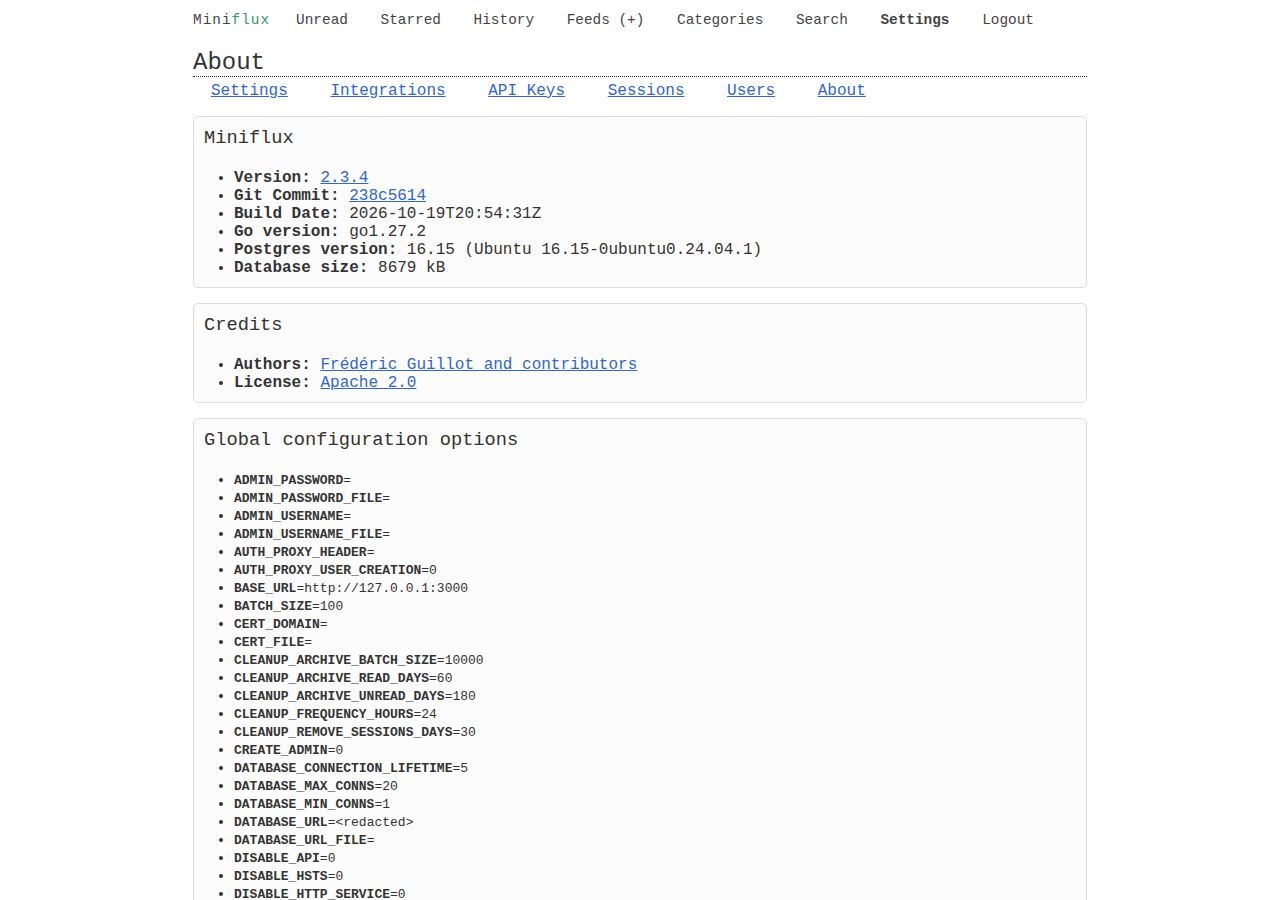 Miniflux Unread Starred History Feeds (+) Categories Search Settings Logout
About
Settings Integrations API Keys Sessions Users About
Miniflux
Version: 2.3.4
Git Commit: 238c5614
Build Date: 2026-10-19T20:54:31Z
Go version: go1.27.2
Postgres version: 16.15 (Ubuntu 16.15-0ubuntu0.24.04.1)
Database size: 8679 kB
Credits
Authors: Frédéric Guillot and contributors
License: Apache 2.0
Global configuration options
ADMIN_PASSWORD=
ADMIN_PASSWORD_FILE=
ADMIN_USERNAME=
ADMIN_USERNAME_FILE=
AUTH_PROXY_HEADER=
AUTH_PROXY_USER_CREATION=0
BASE_URL=http://127.0.0.1:3000
BATCH_SIZE=100
CERT_DOMAIN=
CERT_FILE=
CLEANUP_ARCHIVE_BATCH_SIZE=10000
CLEANUP_ARCHIVE_READ_DAYS=60
CLEANUP_ARCHIVE_UNREAD_DAYS=180
CLEANUP_FREQUENCY_HOURS=24
CLEANUP_REMOVE_SESSIONS_DAYS=30
CREATE_ADMIN=0
DATABASE_CONNECTION_LIFETIME=5
DATABASE_MAX_CONNS=20
DATABASE_MIN_CONNS=1
DATABASE_URL=<redacted>
DATABASE_URL_FILE=
DISABLE_API=0
DISABLE_HSTS=0
DISABLE_HTTP_SERVICE=0